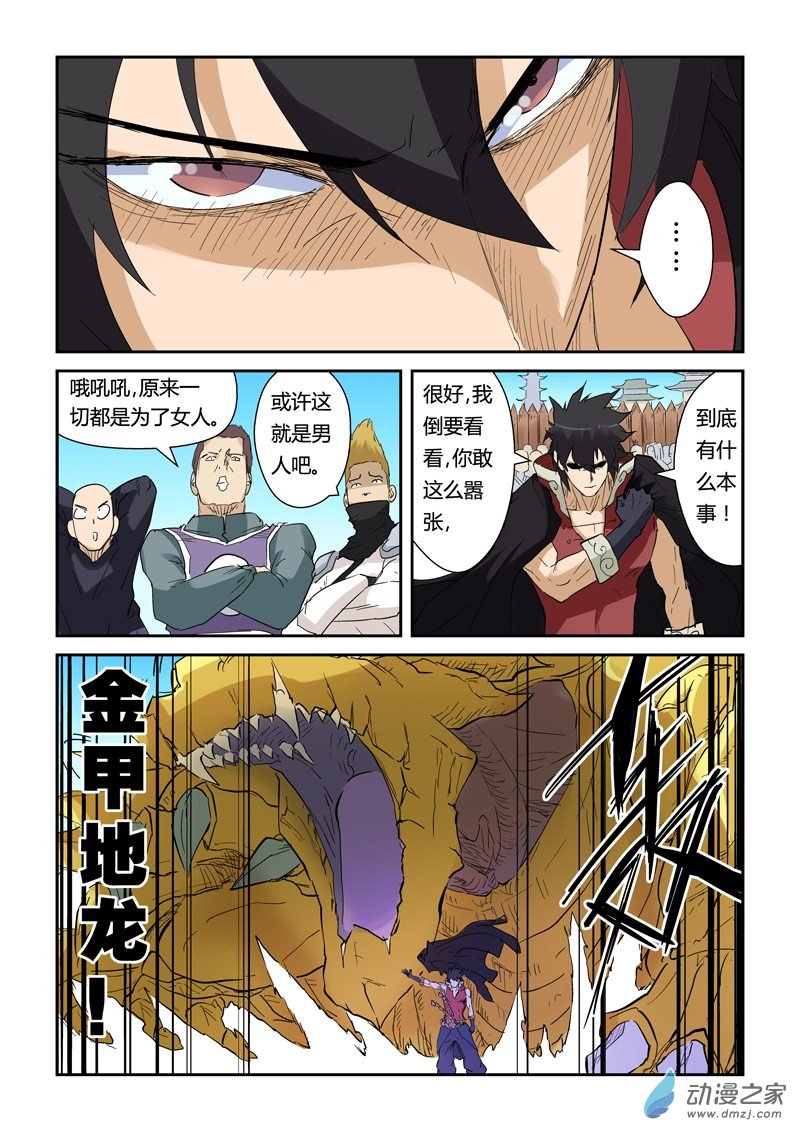 ……
哦吼吼,原来一
切都是为了女人。
或许这
就是男
人吧。
很好,我
倒要看
看,你敢
这么嚣
张,
到底
有什
么本
事!
金甲地龙!
动漫之家
www.dmzj.com